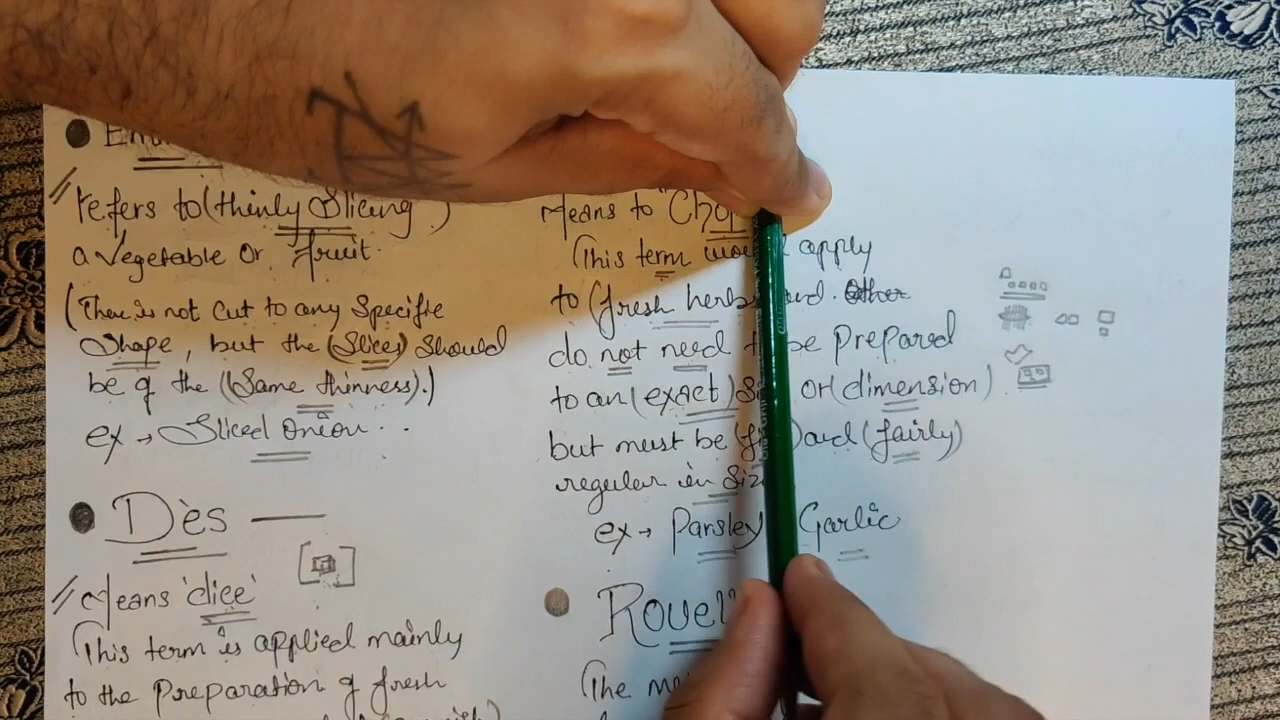 refers to (thinly Slicing)
a Vegetable or fruit.
(There is not Cut to any Specific
Shape, but the (Slices) Should
be of the (Same thinness).)
ex → Sliced Onion..
Dès —
Means 'dice'
(This term is applied mainly
to the Preparation of fresh
Means to "Chop
(This term apply
to (fresh herbs
do not need to be prepared
to an (exact) or (dimension)
but must be and (fairly)
regular in Size
ex → Parsley Garlic
(The